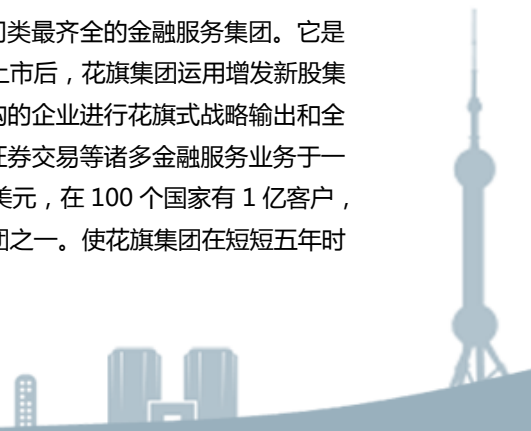 门类最齐全的金融服务集团。它是
上市后，花旗集团运用增发新股集
构的企业进行花旗式战略输出和全
证券交易等诸多金融服务业务于一
美元，在 100 个国家有 1 亿客户，
团之一。使花旗集团在短短五年时